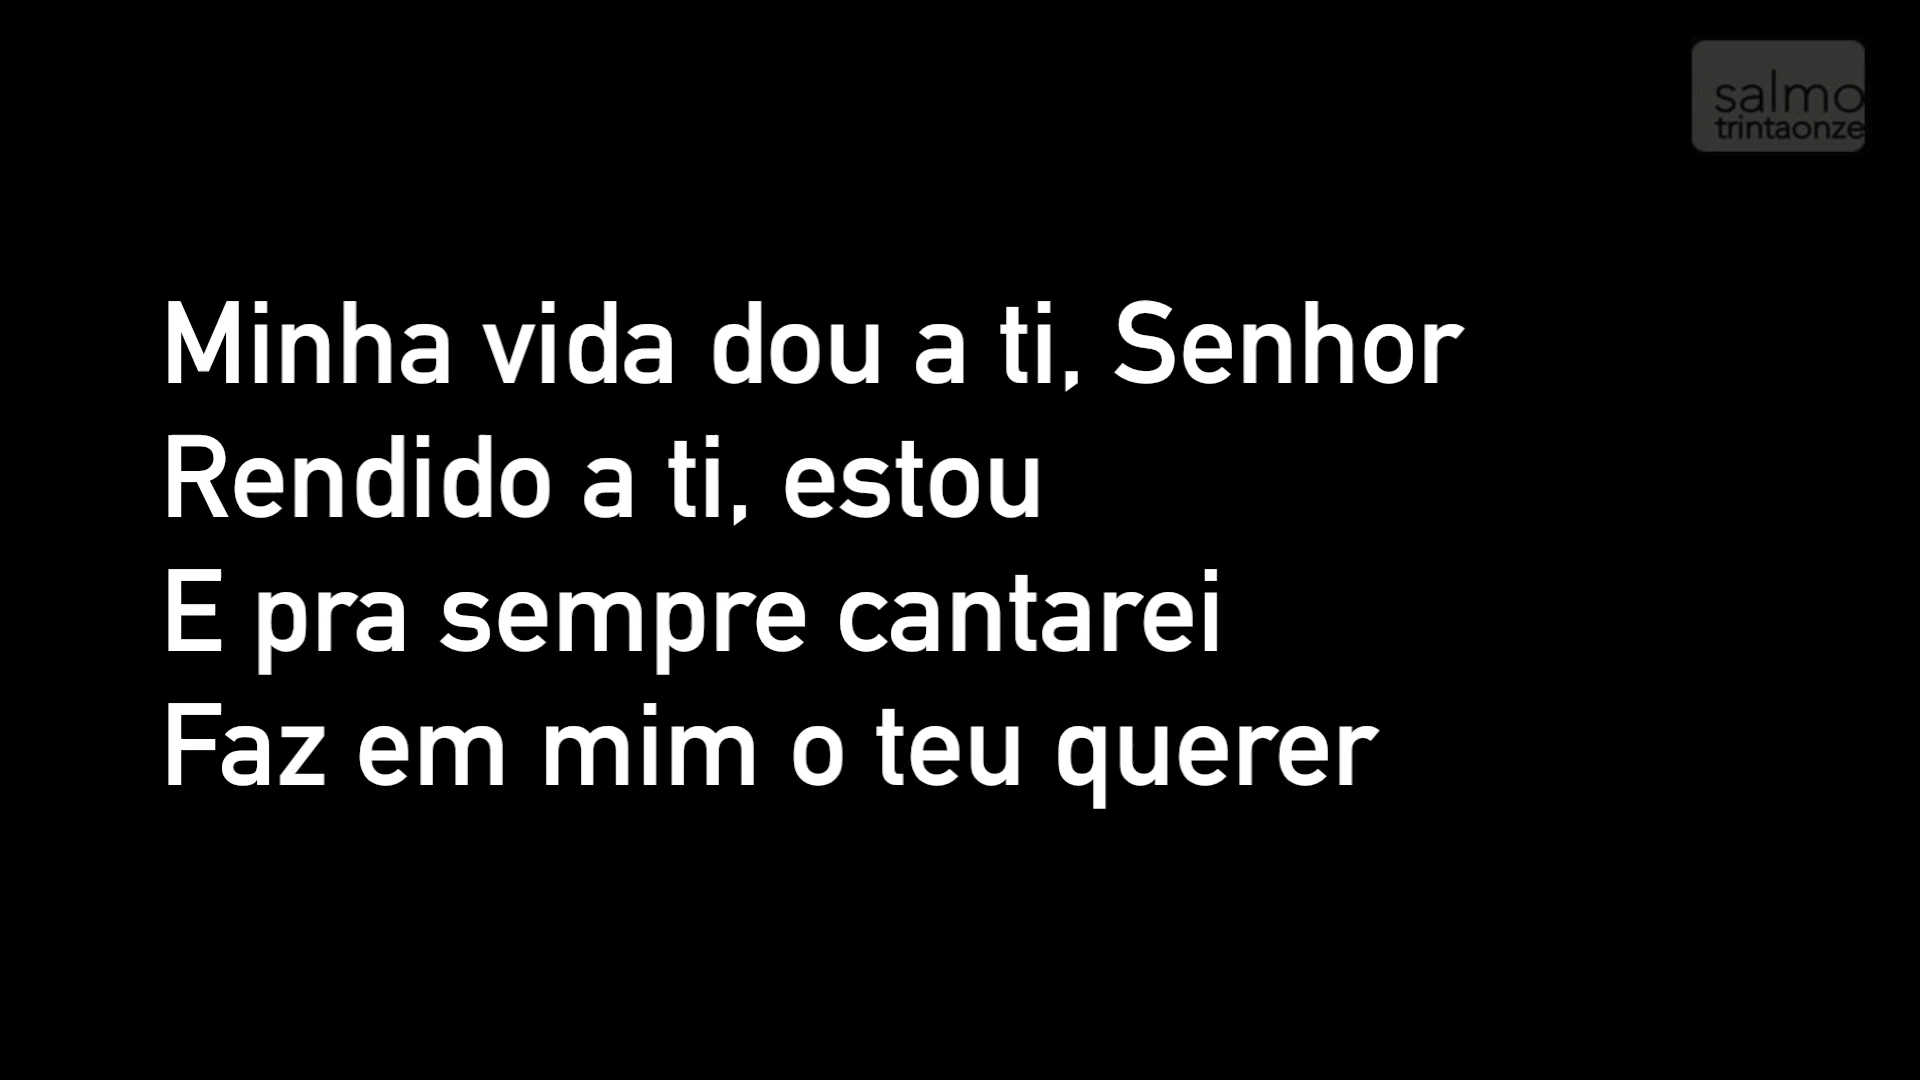 salmo
trintaonze
Minha vida dou a ti, Senhor
Rendido a ti, estou
E pra sempre cantarei
Faz em mim o teu querer